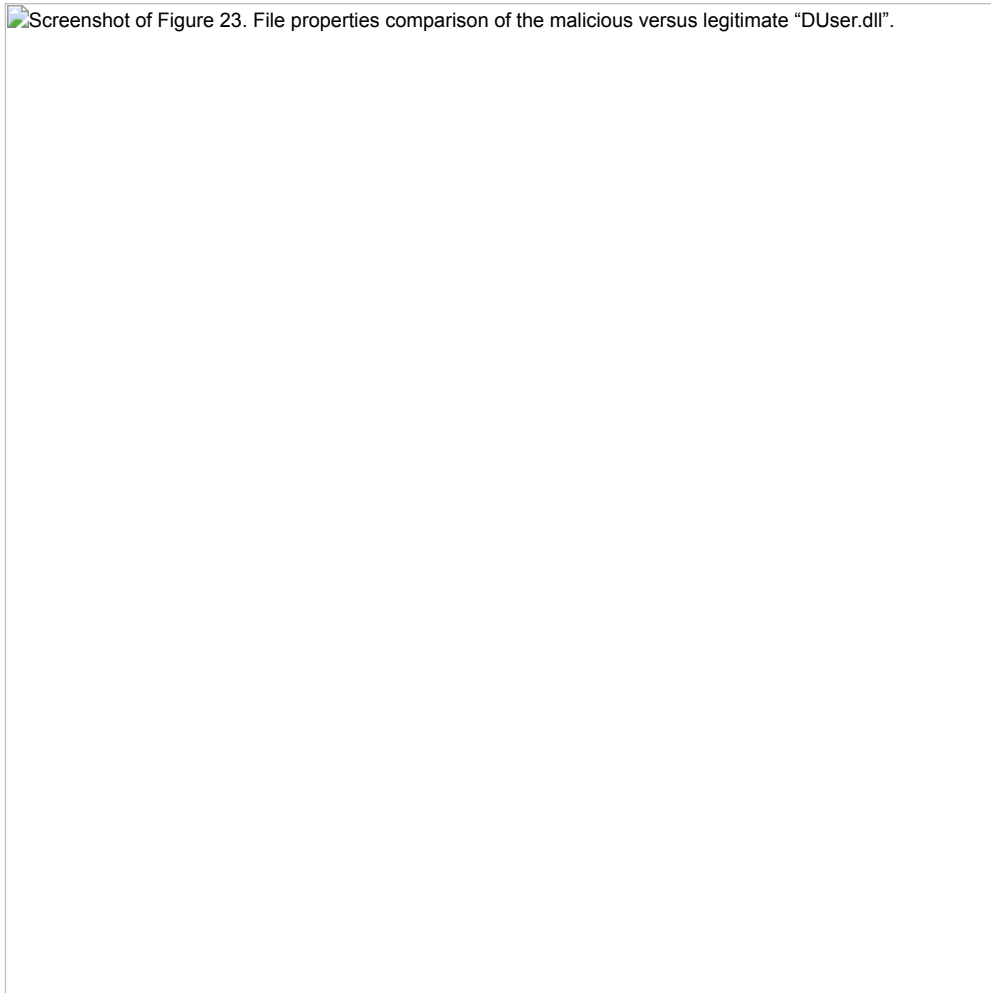 Screenshot of Figure 23. File properties comparison of the malicious versus legitimate “DUser.dll”.